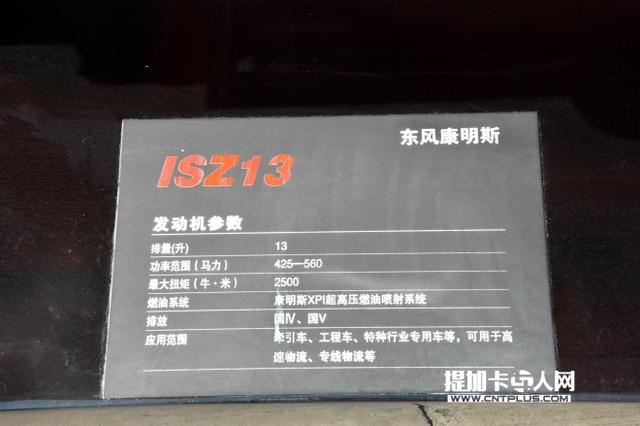 东风康明斯
ISZ13
发动机参数
排量(升) 13
功率范围(马力) 425—560
最大扭矩(牛·米) 2500
燃油系统 康明斯XPI超高压燃油喷射系统
排放 国Ⅳ、国Ⅴ
应用范围 牵引车、工程车、特种行业专用车等，可用于高
速物流、专线物流等
提加卡车人网
WWW.CNTPLUS.COM